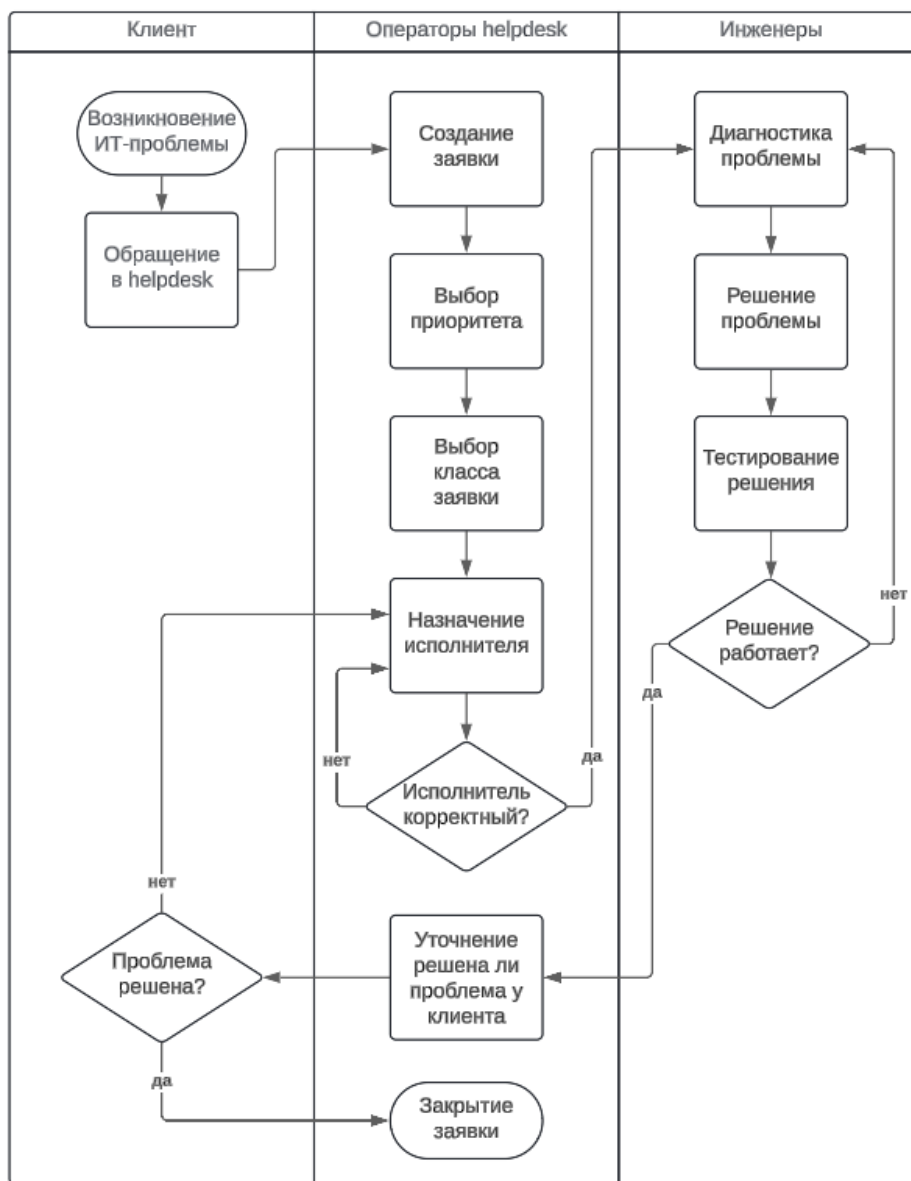 Клиент
Операторы helpdesk
Инженеры
Возникновение
ИТ-проблемы
Обращение
в helpdesk
Создание
заявки
Выбор
приоритета
Выбор
класса
заявки
Назначение
исполнителя
нет
Исполнитель
корректный?
да
Диагностика
проблемы
Решение
проблемы
Тестирование
решения
Решение
работает?
нет
да
Уточнение
решена ли
проблема у
клиента
Проблема
решена?
нет
да
Закрытие
заявки